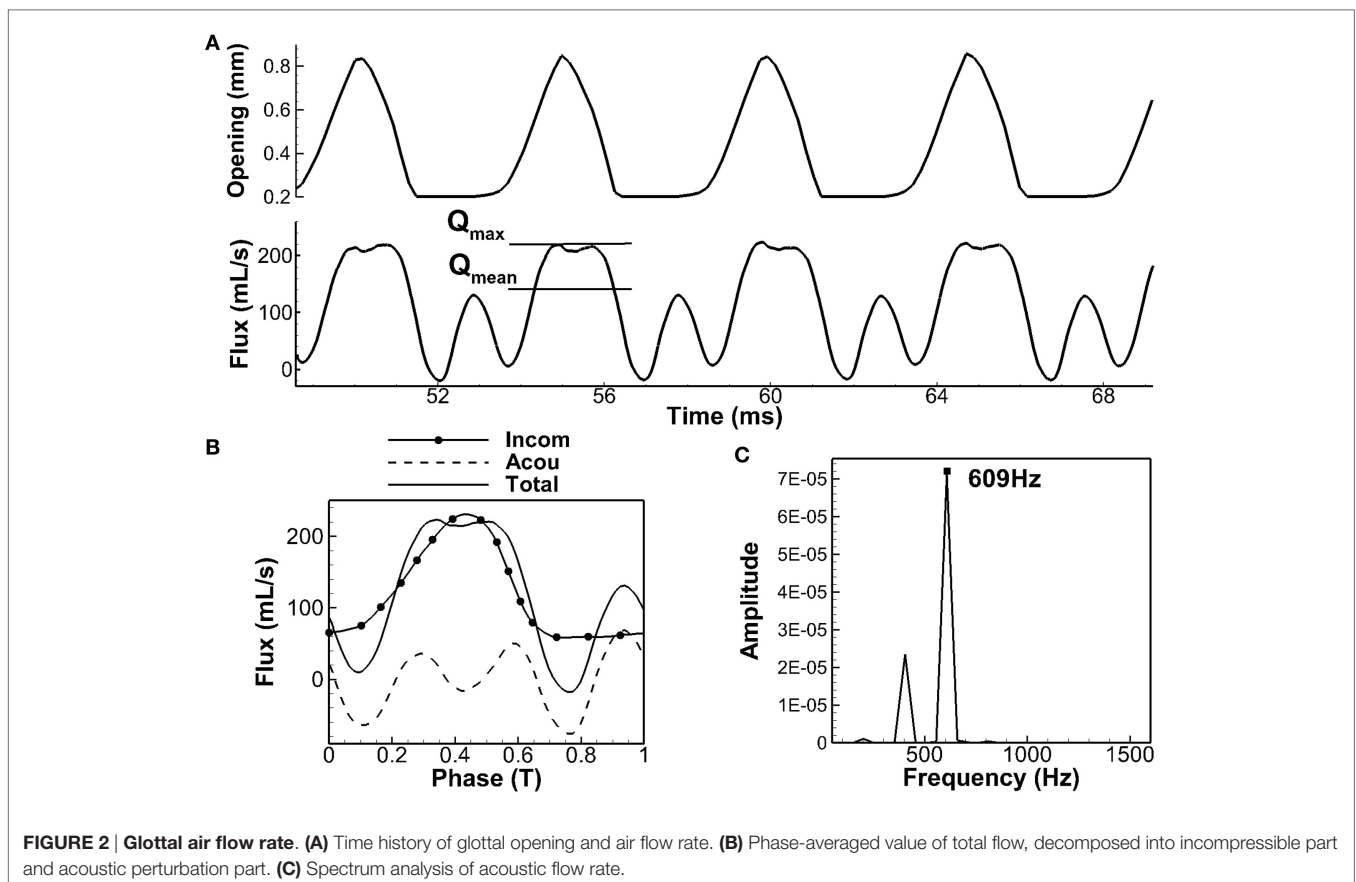 A
Opening (mm)
0.8
0.6
0.4
0.2
Qmax
Qmean
Flux (mL/s)
200
100
0
52 56 60 64 68
Time (ms)
B
Incom
Acou
Total
Flux (mL/s)
200
100
0
0 0.2 0.4 0.6 0.8 1
Phase (T)
C
609Hz
Amplitude
7E-05
6E-05
5E-05
4E-05
3E-05
2E-05
1E-05
0
500 1000 1500
Frequency (Hz)
FIGURE 2 | Glottal air flow rate. (A) Time history of glottal opening and air flow rate. (B) Phase-averaged value of total flow, decomposed into incompressible part
and acoustic perturbation part. (C) Spectrum analysis of acoustic flow rate.